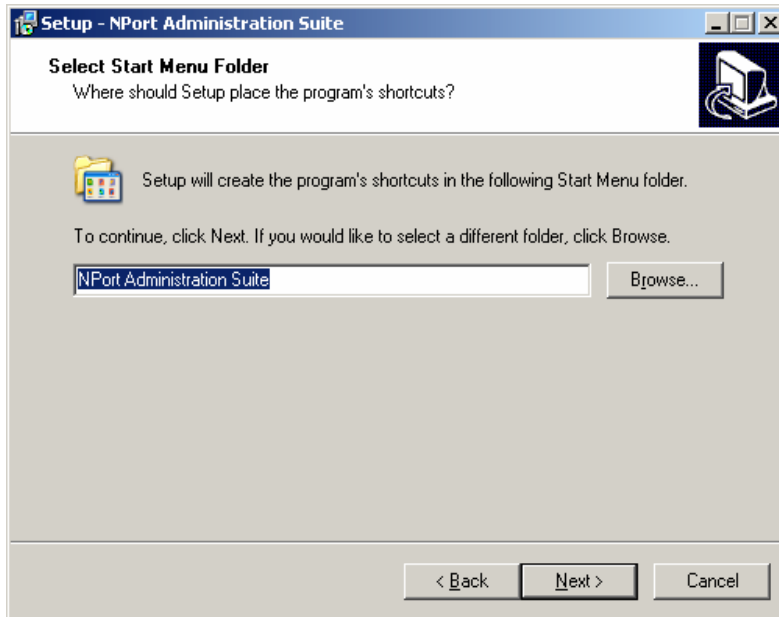 Setup - NPort Administration Suite
Select Start Menu Folder
Where should Setup place the program's shortcuts?
Setup will create the program's shortcuts in the following Start Menu folder.
To continue, click Next. If you would like to select a different folder, click Browse.
NPort Administration Suite
Browse...
< Back
Next >
Cancel